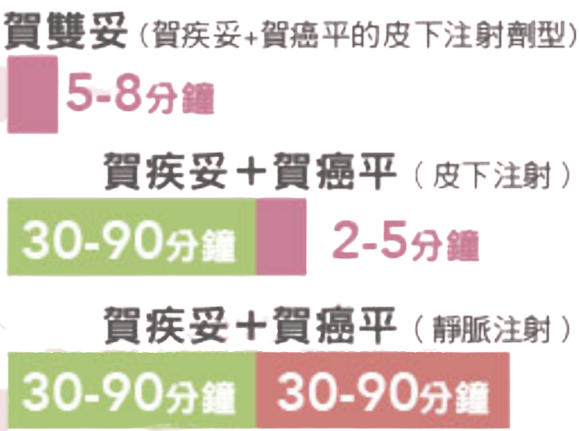 賀雙妥(賀疾妥+賀癌平的皮下注射劑型)
5-8分鐘
賀疾妥+賀癌平(皮下注射)
30-90分鐘 2-5分鐘
賀疾妥+賀癌平(靜脈注射)
30-90分鐘 30-90分鐘